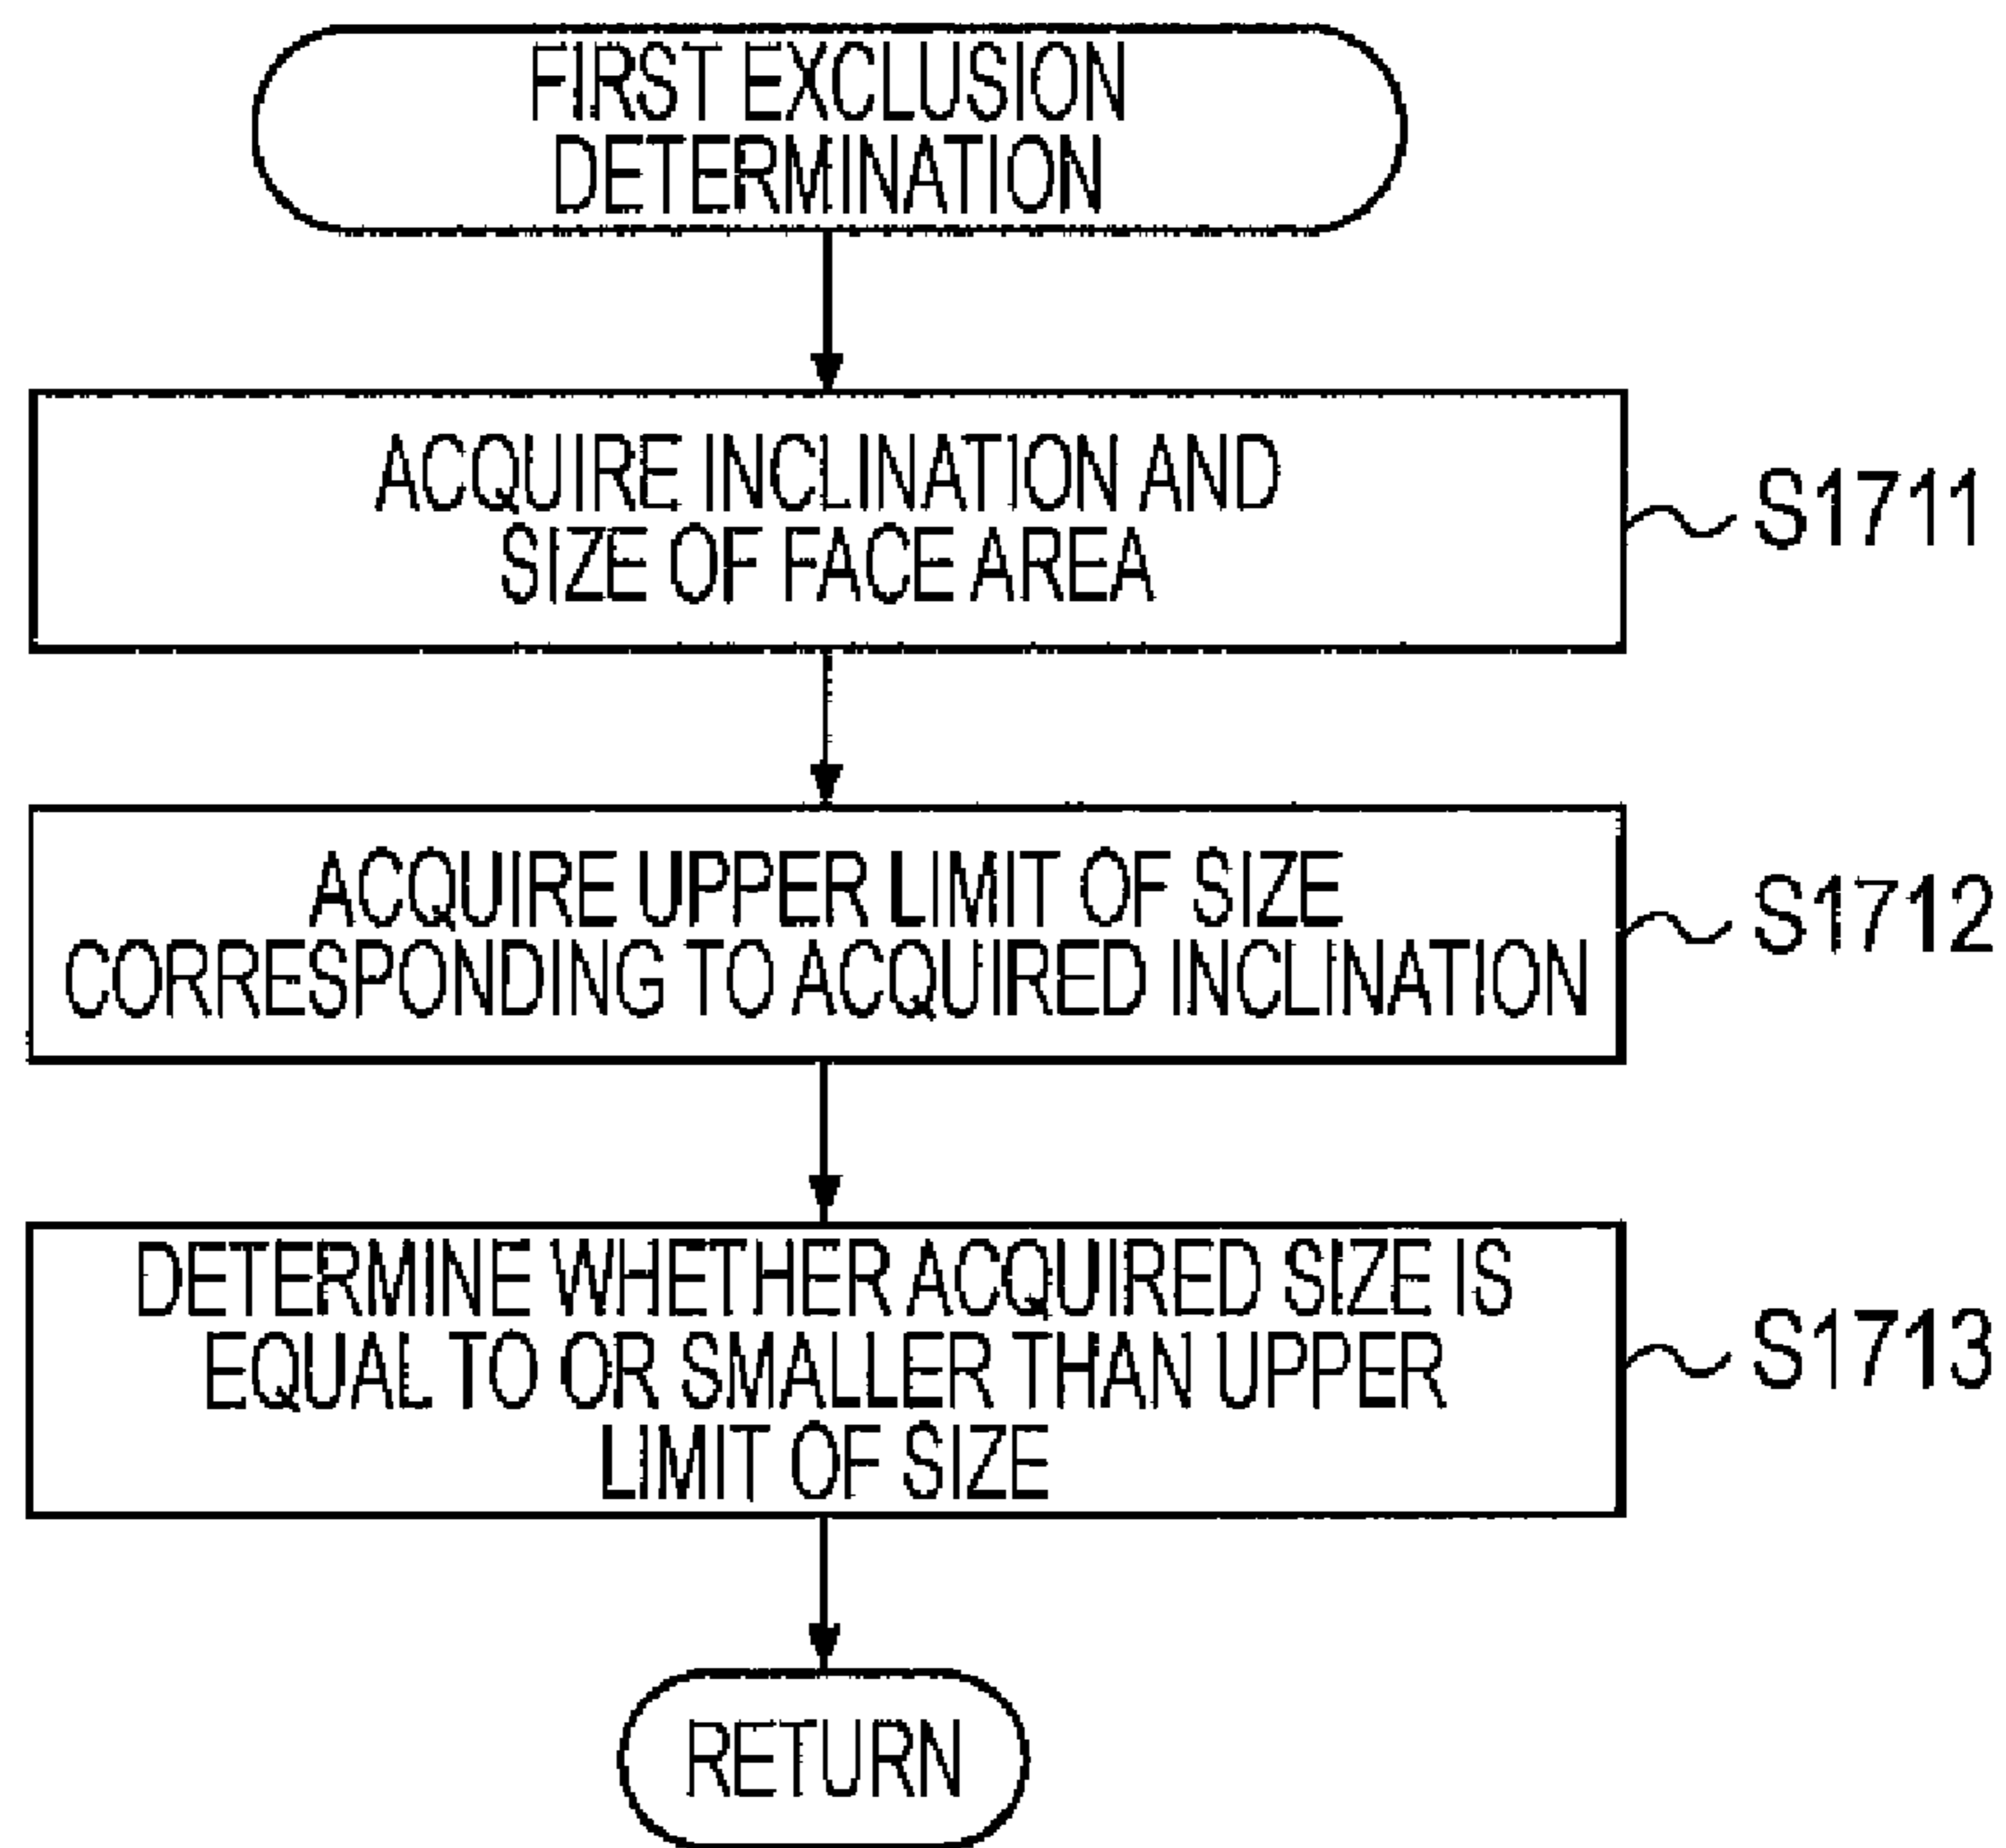 FIRST EXCLUSION
DETERMINATION
ACQUIRE INCLINATION AND
SIZE OF FACE AREA
S1711
ACQUIRE UPPER LIMIT OF SIZE
CORRESPONDING TO ACQUIRED INCLINATION
S1712
DETERMINE WHETHER ACQUIRED SIZE IS
EQUAL TO OR SMALLER THAN UPPER
LIMIT OF SIZE
S1713
RETURN